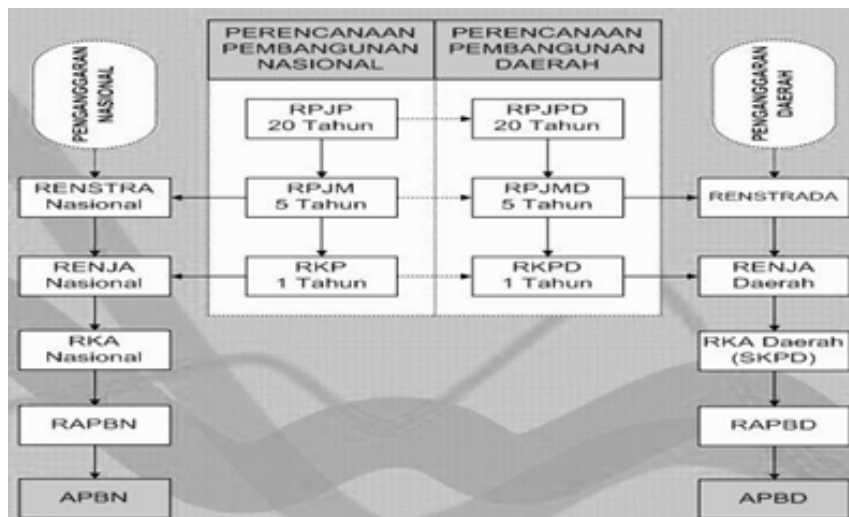 PENGANGGARAN
NASIONAL
PERENCANAAN
PEMBANGUNAN
NASIONAL
PERENCANAAN
PEMBANGUNAN
DAERAH
PENGANGGARAN
DAERAH
RPJP
20 Tahun
RPJPD
20 Tahun
RENSTRA
Nasional
RPJM
5 Tahun
RPJMD
5 Tahun
RENSTRADA
RENJA
Nasional
RKP
1 Tahun
RKPD
1 Tahun
RENJA
Daerah
RKA
Nasional
RKA Daerah
(SKPD)
RAPBN
RAPBD
APBN
APBD